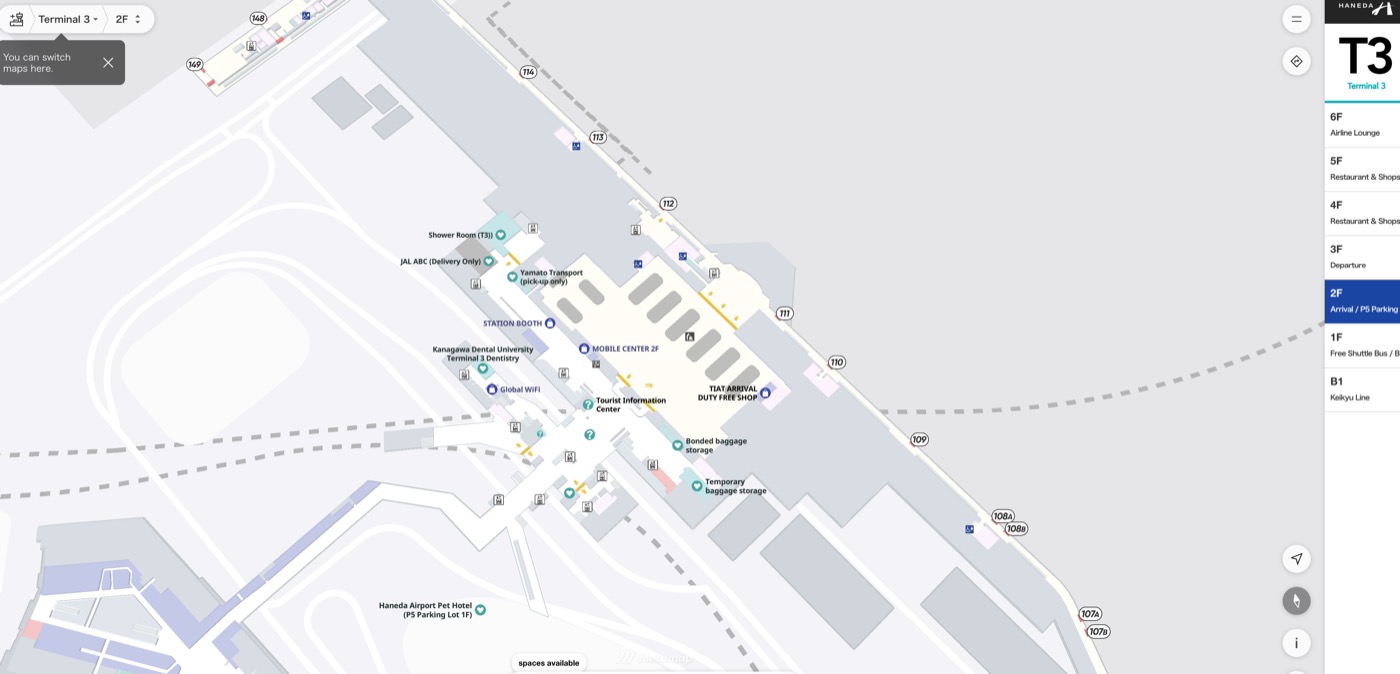 Terminal 3
2F
You can switch
maps here.
148
149
114
113
112
111
110
109
108A
108B
107A
107B
Shower Room (T3))
JAL ABC (Delivery Only)
Yamato Transport
(pick-up only)
STATION BOOTH
MOBILE CENTER 2F
Kanagawa Dental University
Terminal 3 Dentistry
Global WiFi
TIAT ARRIVAL
DUTY FREE SHOP
Tourist Information
Center
Bonded baggage
storage
Temporary
baggage storage
Haneda Airport Pet Hotel
(P5 Parking Lot 1F)
spaces available
HANEDA
T3
Terminal 3
6F
Airline Lounge
5F
Restaurant & Shops
4F
Restaurant & Shops
3F
Departure
2F
Arrival / P5 Parking
1F
Free Shuttle Bus / B
B1
Keikyu Line